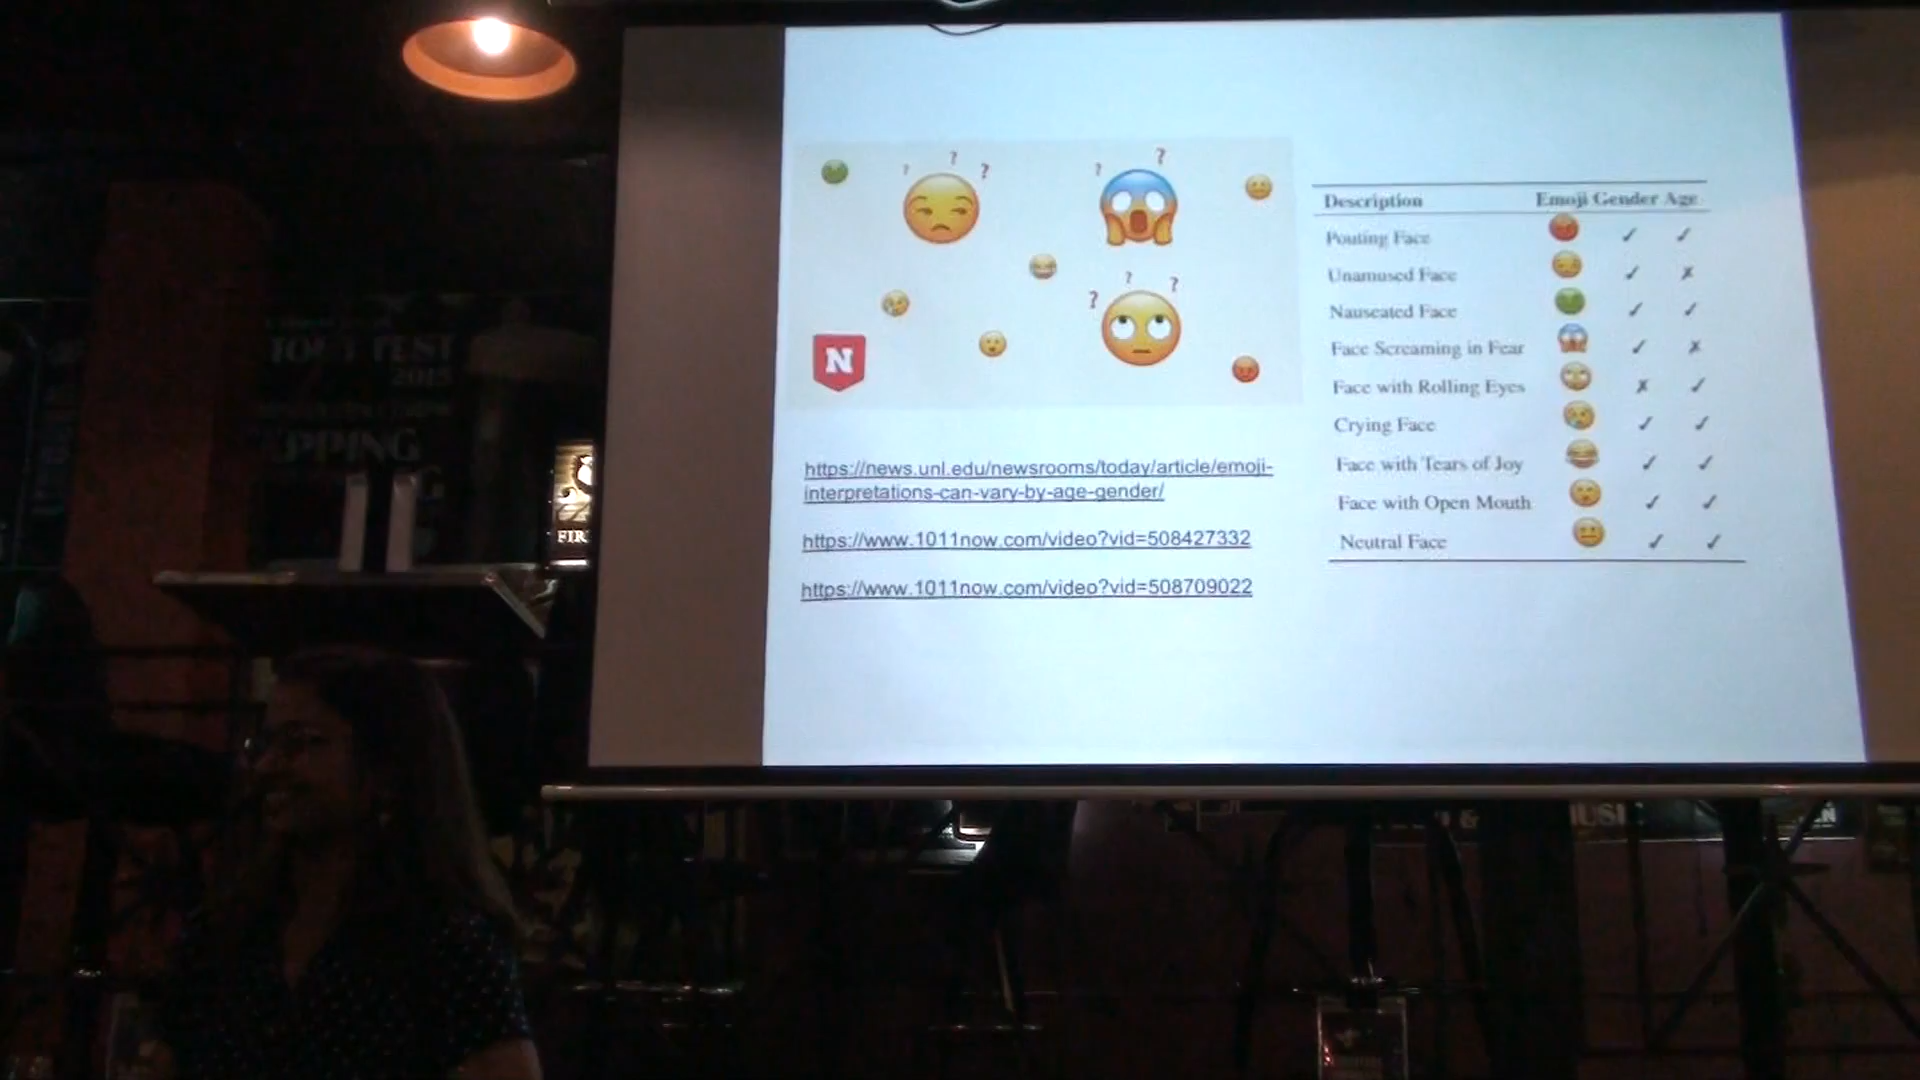 ? ? ?
? ?
? ?
?
N
https://news.unl.edu/newsrooms/today/article/emoji-
interpretations-can-vary-by-age-gender/
https://www.1011now.com/video?vid=508427332
https://www.1011now.com/video?vid=508709022
Description Emoji Gender Age
Pouting Face ✓ ✓
Unamused Face ✓ ✗
Nauseated Face ✓ ✓
Face Screaming in Fear ✓ ✗
Face with Rolling Eyes ✗ ✓
Crying Face ✓ ✓
Face with Tears of Joy ✓ ✓
Face with Open Mouth ✓ ✓
Neutral Face ✓ ✓
FIR
2015